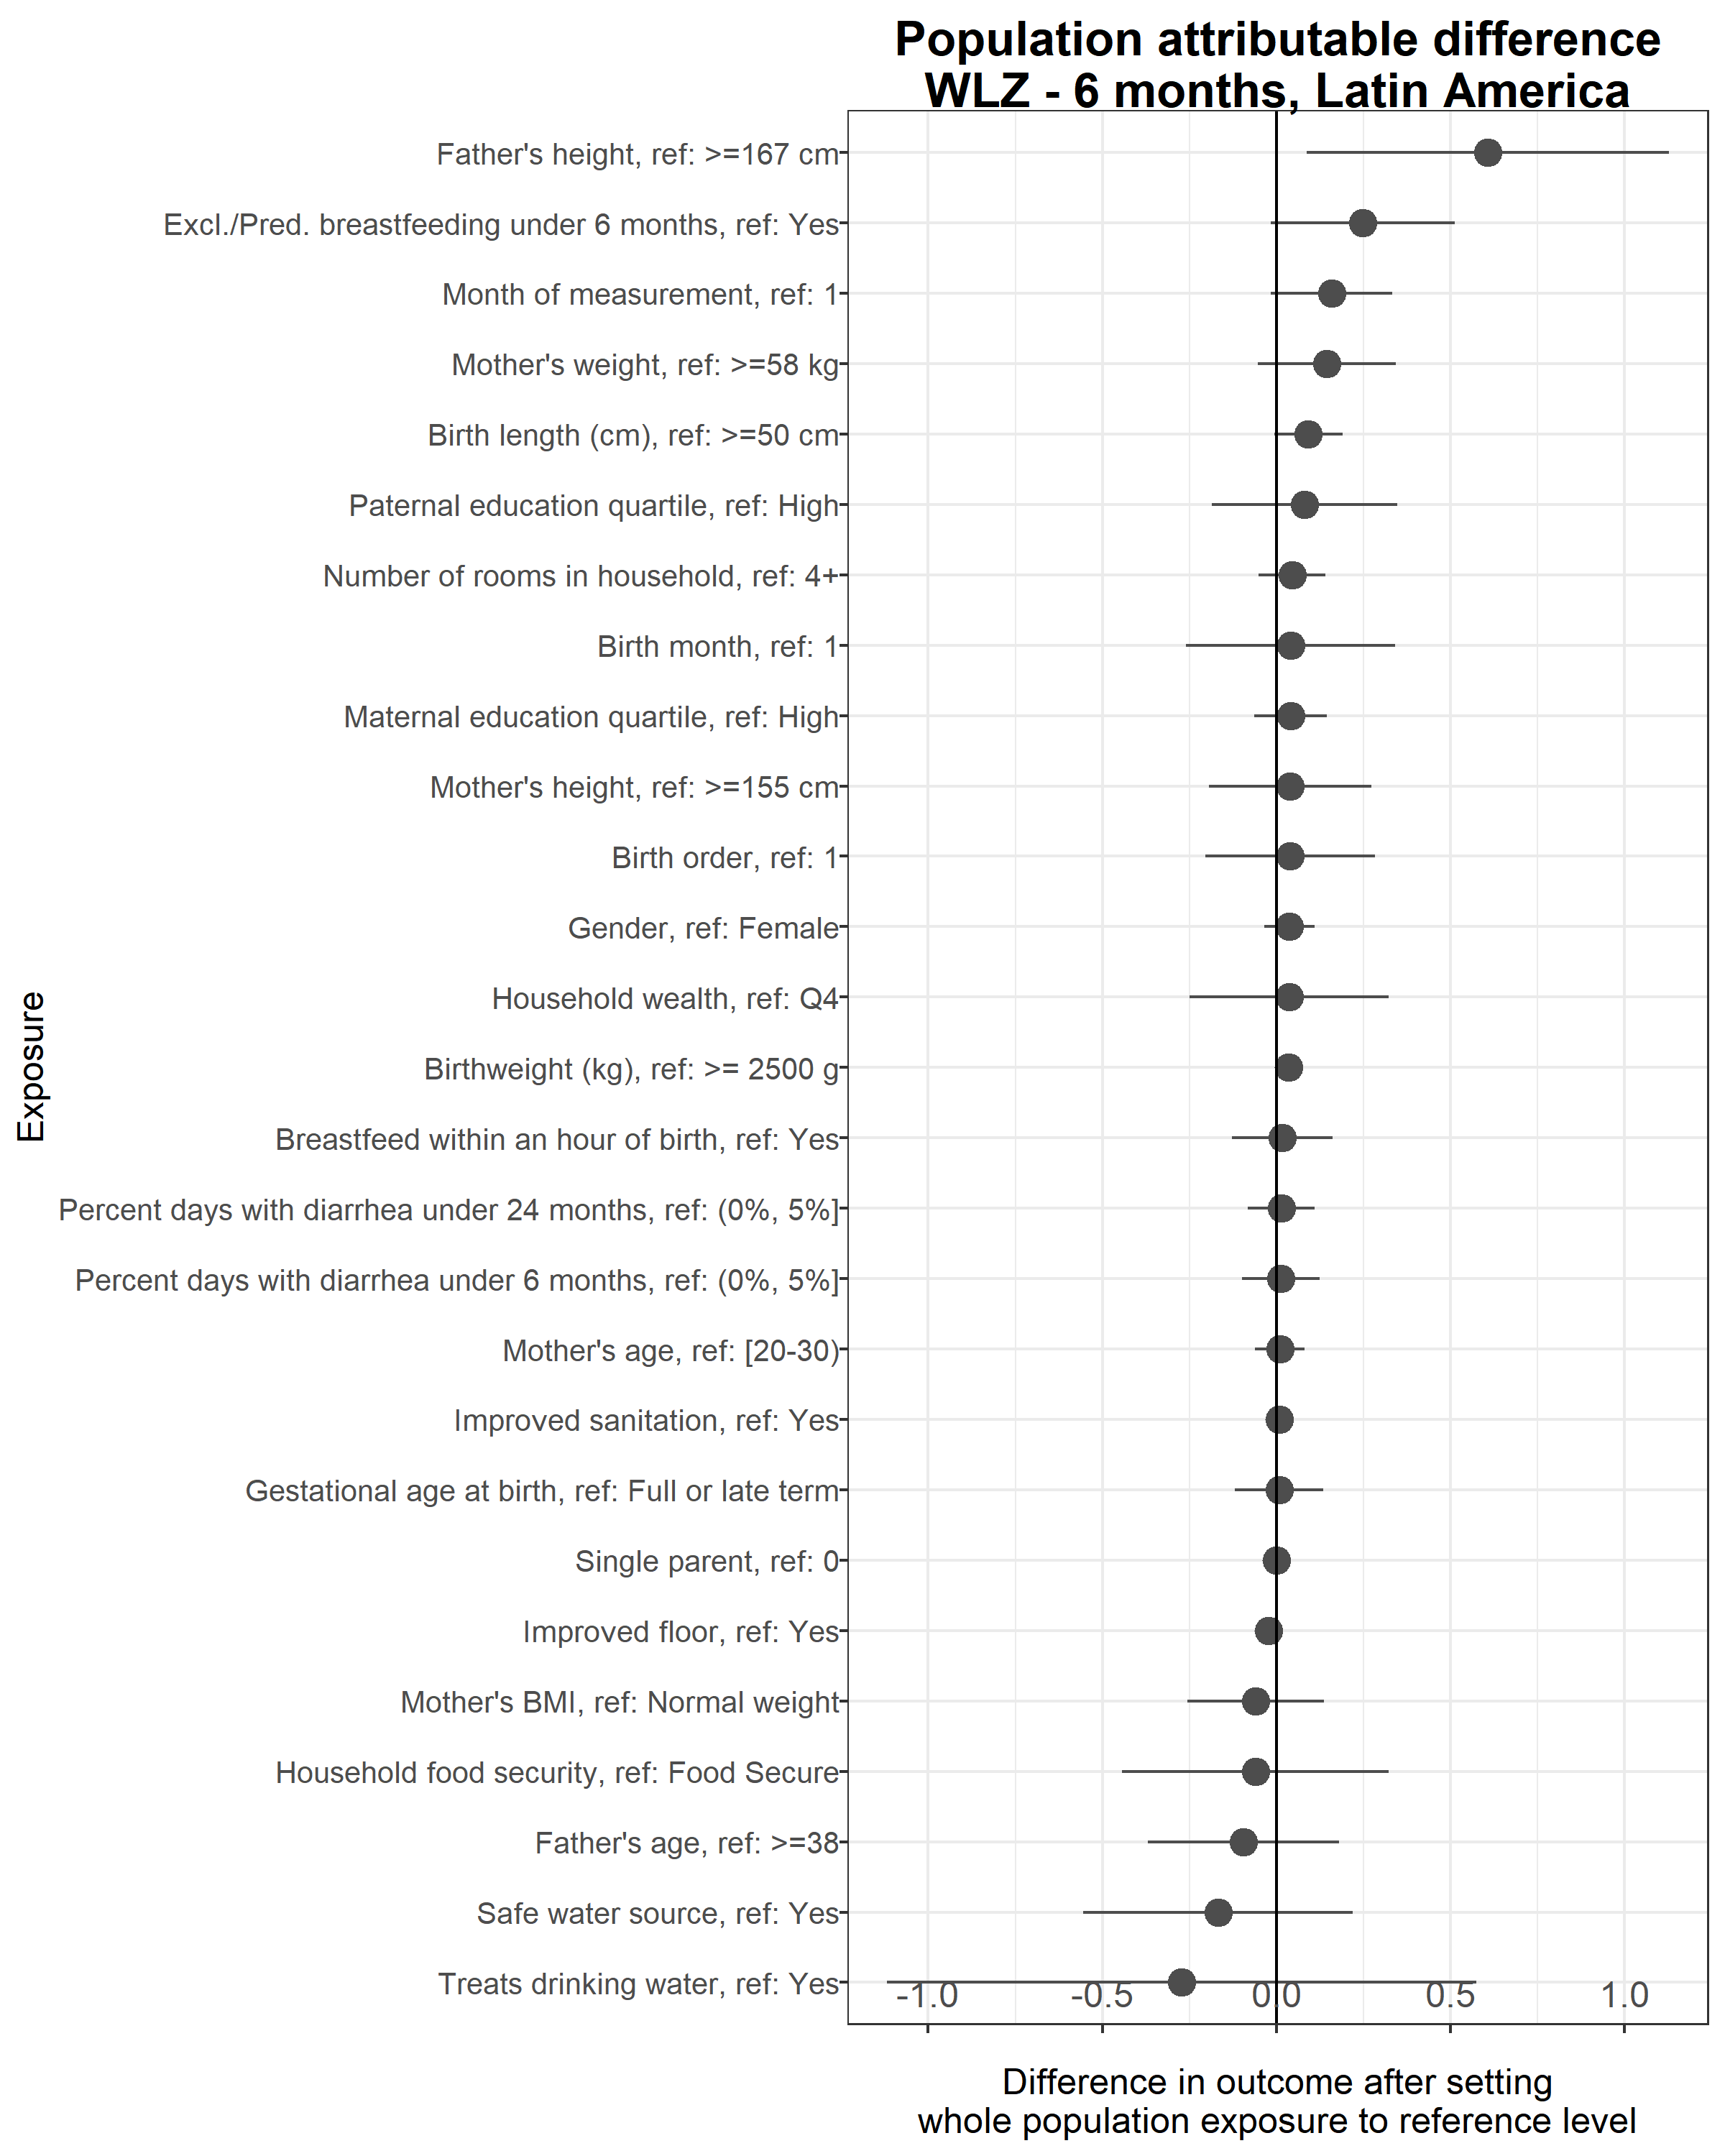 Population attributable difference
WLZ - 6 months, Latin America
Father's height, ref: >=167 cm
Excl./Pred. breastfeeding under 6 months, ref: Yes
Month of measurement, ref: 1
Mother's weight, ref: >=58 kg
Birth length (cm), ref: >=50 cm
Paternal education quartile, ref: High
Number of rooms in household, ref: 4+
Birth month, ref: 1
Maternal education quartile, ref: High
Mother's height, ref: >=155 cm
Birth order, ref: 1
Gender, ref: Female
Household wealth, ref: Q4
Birthweight (kg), ref: >= 2500 g
Breastfeed within an hour of birth, ref: Yes
Percent days with diarrhea under 24 months, ref: (0%, 5%]
Percent days with diarrhea under 6 months, ref: (0%, 5%]
Mother's age, ref: [20-30)
Improved sanitation, ref: Yes
Gestational age at birth, ref: Full or late term
Single parent, ref: 0
Improved floor, ref: Yes
Mother's BMI, ref: Normal weight
Household food security, ref: Food Secure
Father's age, ref: >=38
Safe water source, ref: Yes
Treats drinking water, ref: Yes
Exposure
-1.0 -0.5 0.0 0.5 1.0
Difference in outcome after setting
whole population exposure to reference level